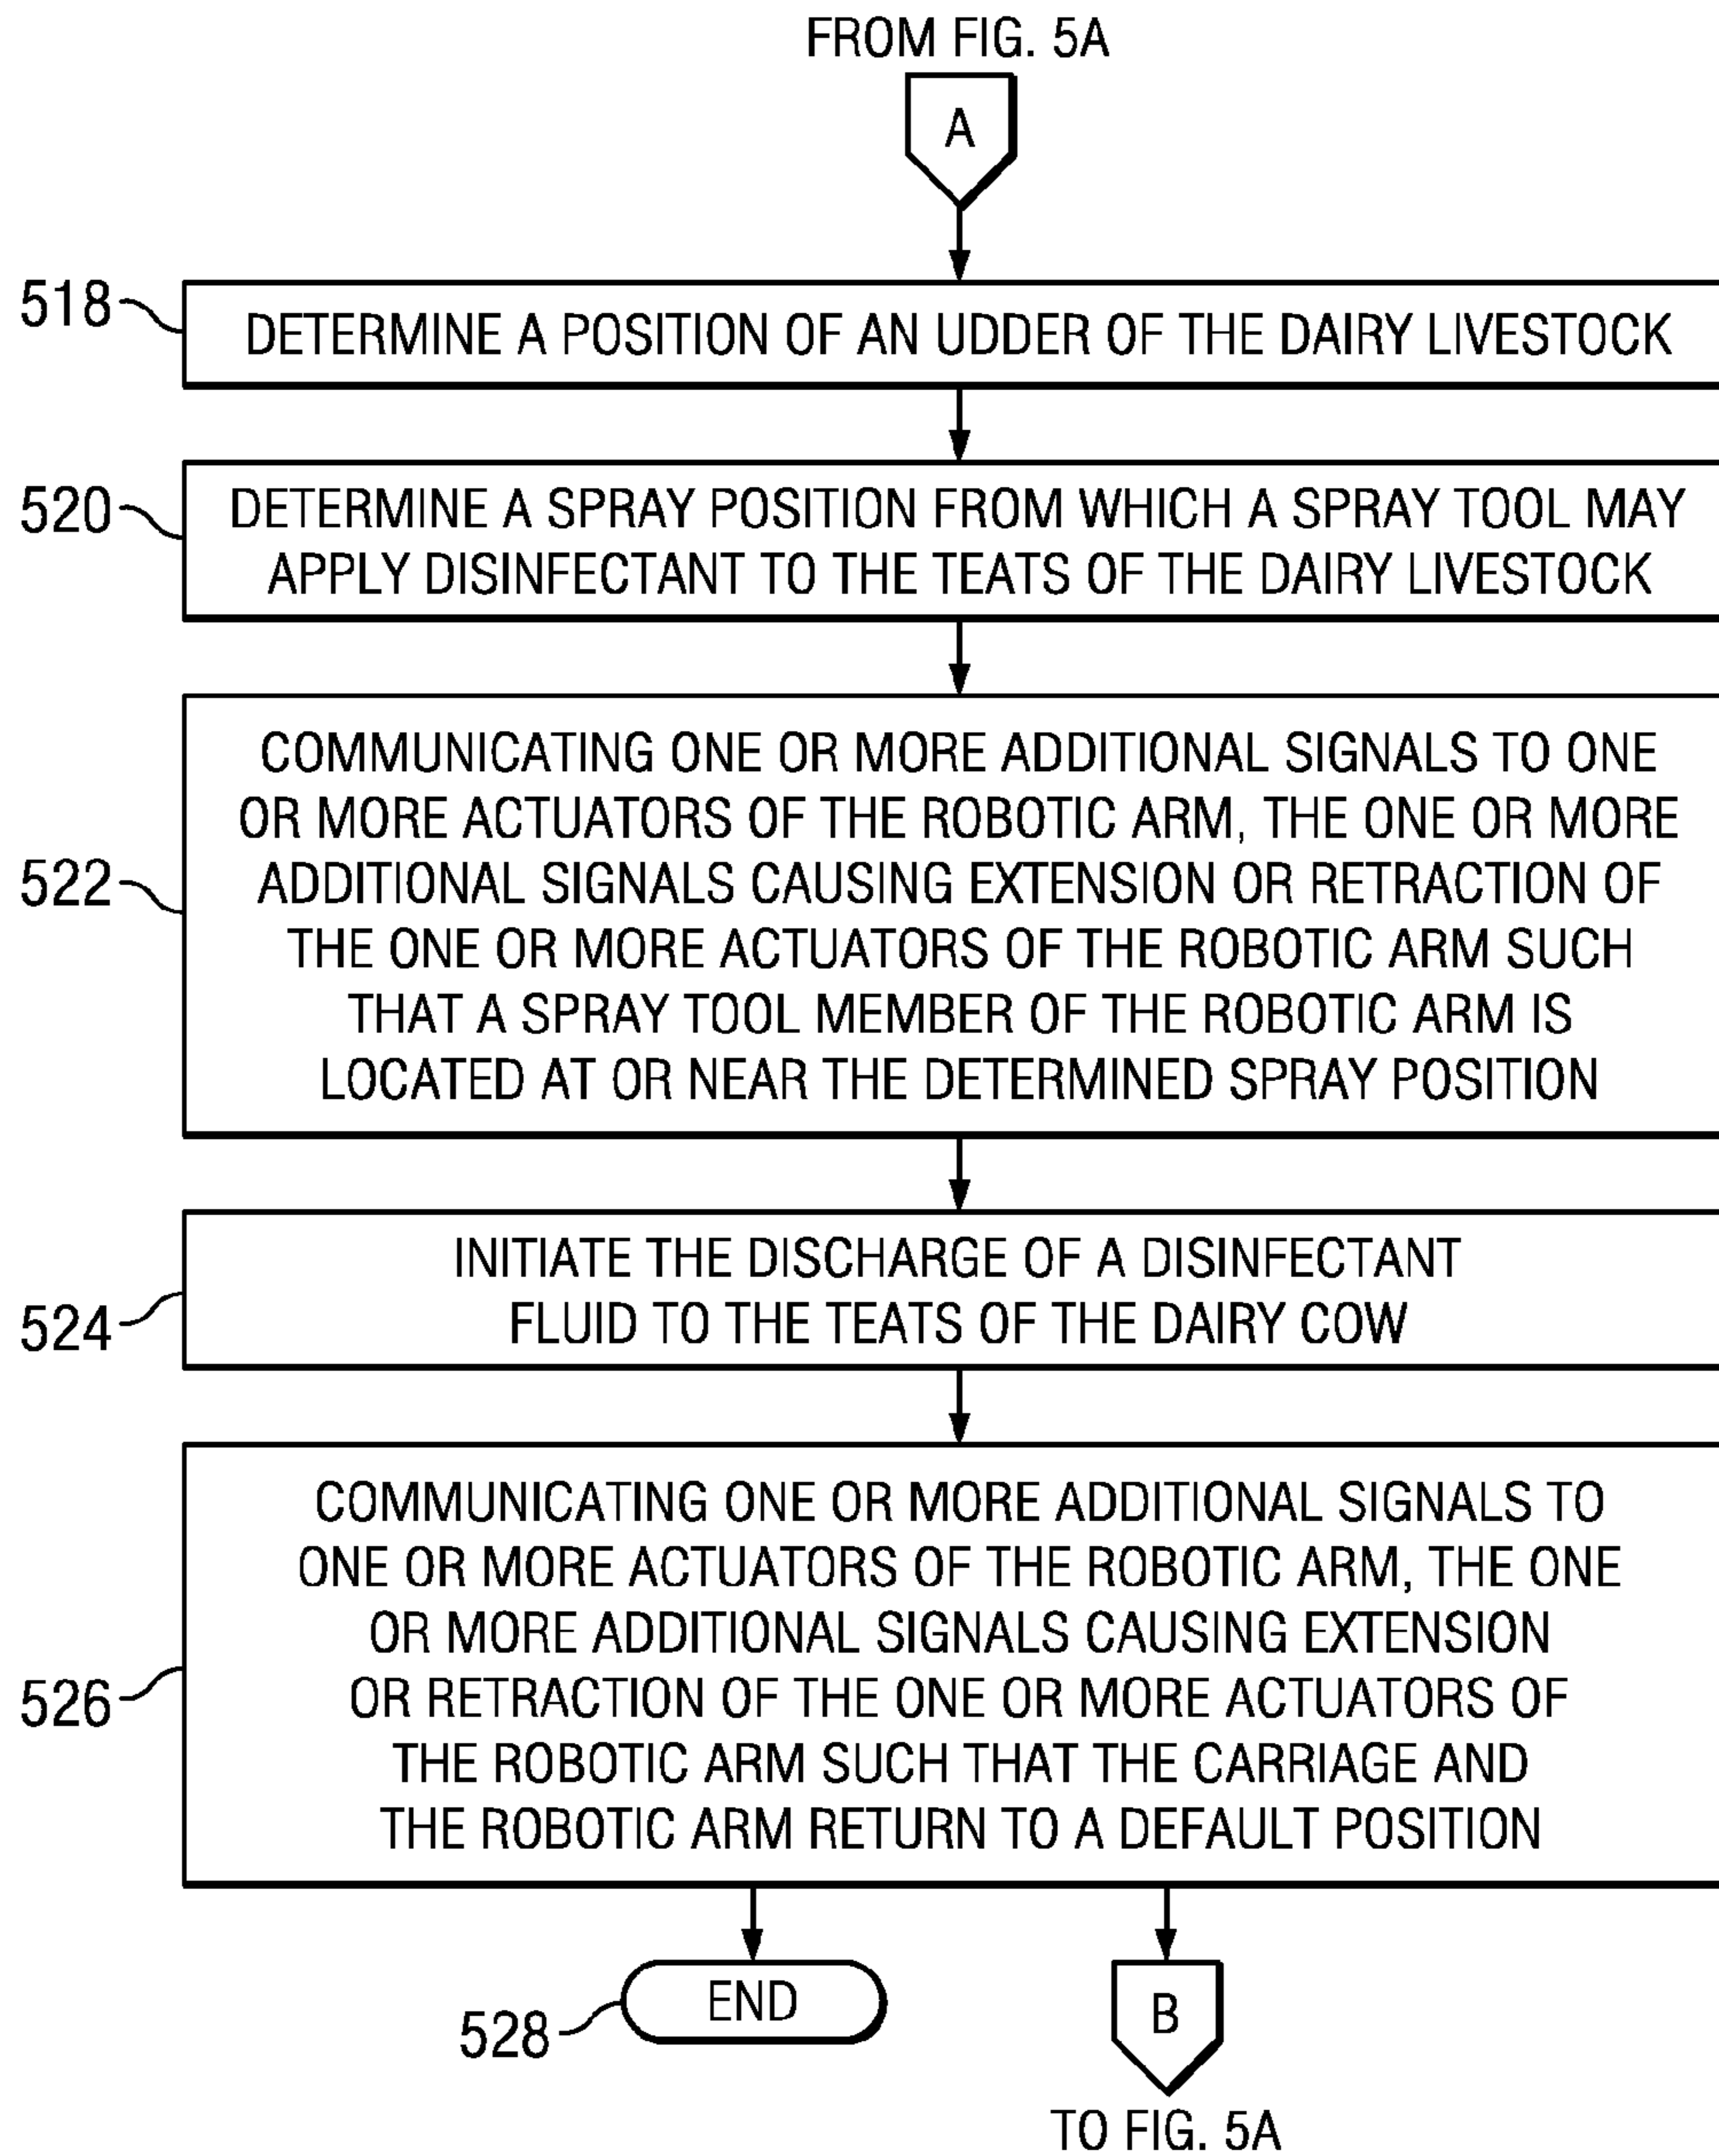 FROM FIG. 5A
A
518
DETERMINE A POSITION OF AN UDDER OF THE DAIRY LIVESTOCK
520
DETERMINE A SPRAY POSITION FROM WHICH A SPRAY TOOL MAY
APPLY DISINFECTANT TO THE TEATS OF THE DAIRY LIVESTOCK
522
COMMUNICATING ONE OR MORE ADDITIONAL SIGNALS TO ONE
OR MORE ACTUATORS OF THE ROBOTIC ARM, THE ONE OR MORE
ADDITIONAL SIGNALS CAUSING EXTENSION OR RETRACTION OF
THE ONE OR MORE ACTUATORS OF THE ROBOTIC ARM SUCH
THAT A SPRAY TOOL MEMBER OF THE ROBOTIC ARM IS
LOCATED AT OR NEAR THE DETERMINED SPRAY POSITION
524
INITIATE THE DISCHARGE OF A DISINFECTANT
FLUID TO THE TEATS OF THE DAIRY COW
526
COMMUNICATING ONE OR MORE ADDITIONAL SIGNALS TO
ONE OR MORE ACTUATORS OF THE ROBOTIC ARM, THE ONE
OR MORE ADDITIONAL SIGNALS CAUSING EXTENSION
OR RETRACTION OF THE ONE OR MORE ACTUATORS OF
THE ROBOTIC ARM SUCH THAT THE CARRIAGE AND
THE ROBOTIC ARM RETURN TO A DEFAULT POSITION
528
END
B
TO FIG. 5A